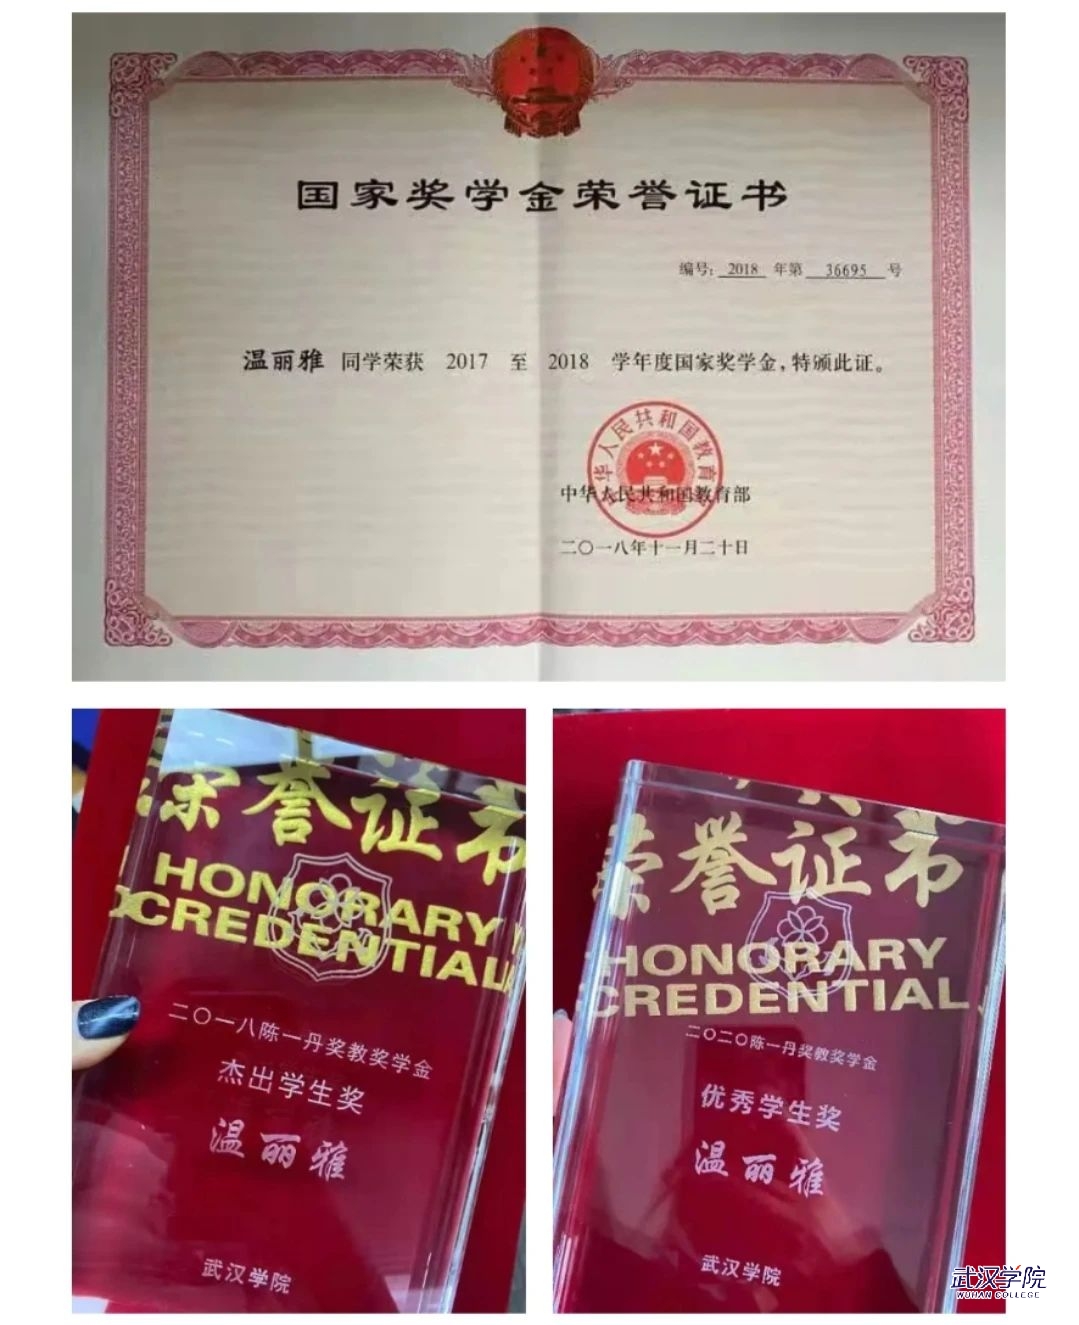 国家奖学金荣誉证书
编号: 2018 年第 36695 号
温丽雅 同学荣获 2017 至 2018 学年度国家奖学金,特颁此证。
中华人民共和国教育部
中华人民共和国教育部
二〇一八年十一月二十日
荣誉证书
HONORARY
CREDENTIAL
二〇一八陈一丹奖教奖学金
杰出学生奖
温丽雅
武汉学院
荣誉证书
HONORARY
CREDENTIAL
二〇二〇陈一丹奖教奖学金
优秀学生奖
温丽雅
武汉学院
武汉学院
WUHAN COLLEGE